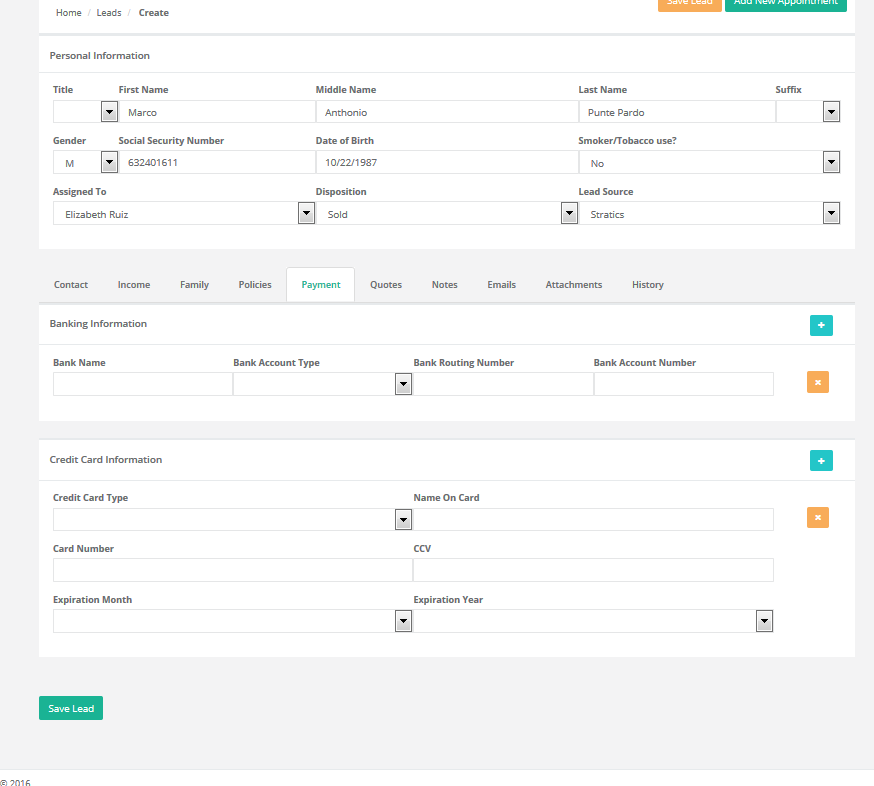 Home / Leads / Create Save Lead Add New Appointment
Personal Information
Title First Name Middle Name Last Name Suffix
Marco Anthonio Punte Pardo
Gender Social Security Number Date of Birth Smoker/Tobacco use?
M 632401611 10/22/1987 No
Assigned To Disposition Lead Source
Elizabeth Ruiz Sold Stratics
Contact Income Family Policies Payment Quotes Notes Emails Attachments History
Banking Information +
Bank Name Bank Account Type Bank Routing Number Bank Account Number
×
Credit Card Information +
Credit Card Type Name On Card
×
Card Number CCV
Expiration Month Expiration Year
Save Lead
© 2016